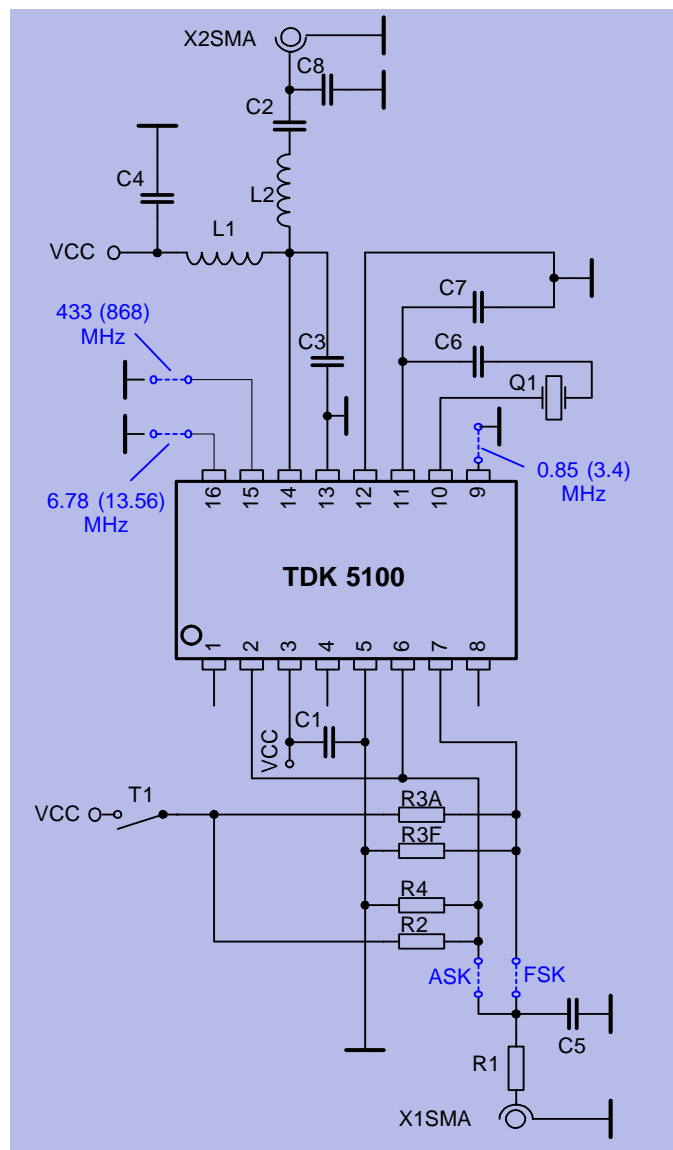 X2SMA
C8
C2
C4
L2
L1
VCC
C7
433 (868)
MHz
C3
C6
Q1
0.85 (3.4)
MHz
6.78 (13.56)
MHz
16 15 14 13 12 11 10 9
TDK 5100
1 2 3 4 5 6 7 8
C1
VCC
T1
VCC
R3A
R3F
R4
R2
ASK
FSK
C5
R1
X1SMA